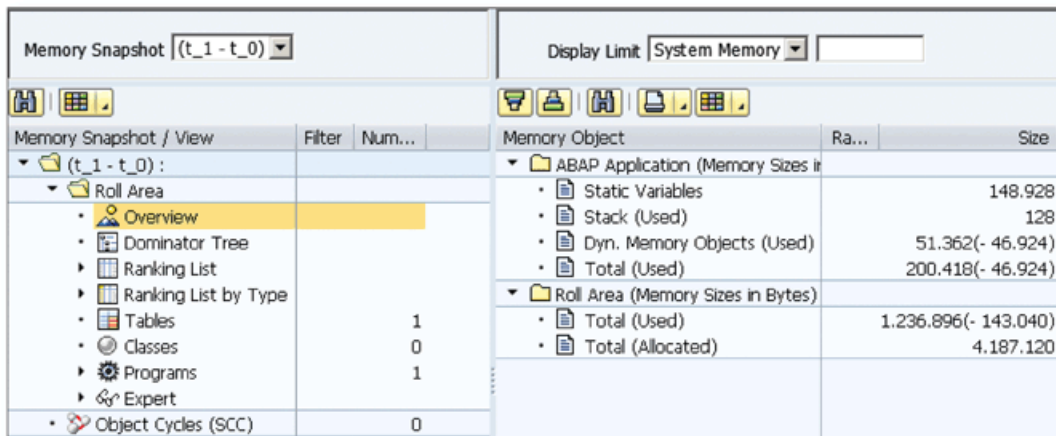 Memory Snapshot (t_1 - t_0)
Display Limit System Memory
Memory Snapshot / View Filter Num...
(t_1 - t_0) :
Roll Area
Overview
Dominator Tree
Ranking List
Ranking List by Type
Tables 1
Classes 0
Programs 1
Expert
Object Cycles (SCC) 0
Memory Object Ra... Size
ABAP Application (Memory Sizes in
Static Variables 148.928
Stack (Used) 128
Dyn. Memory Objects (Used) 51.362(- 46.924)
Total (Used) 200.418(- 46.924)
Roll Area (Memory Sizes in Bytes)
Total (Used) 1.236.896(- 143.040)
Total (Allocated) 4.187.120